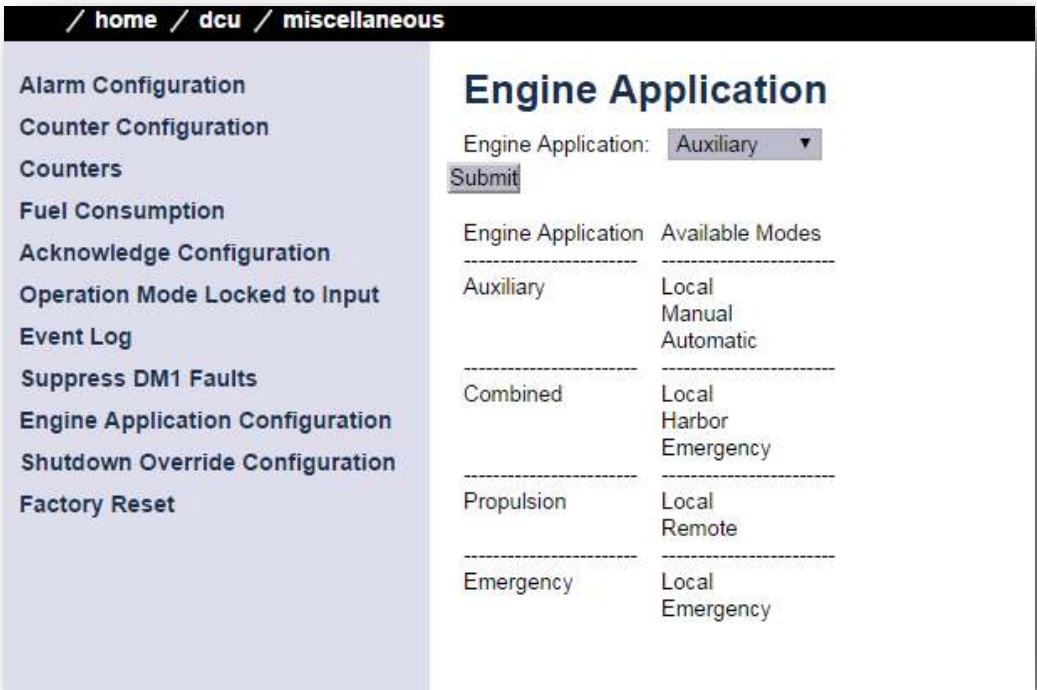 / home / dcu / miscellaneous
Alarm Configuration
Counter Configuration
Counters
Fuel Consumption
Acknowledge Configuration
Operation Mode Locked to Input
Event Log
Suppress DM1 Faults
Engine Application Configuration
Shutdown Override Configuration
Factory Reset
Engine Application
Engine Application: Auxiliary ▼
Submit
Engine Application Available Modes
------------------------ ------------------------
Auxiliary Local
Manual
Automatic
------------------------ ------------------------
Combined Local
Harbor
Emergency
------------------------ ------------------------
Propulsion Local
Remote
------------------------ ------------------------
Emergency Local
Emergency